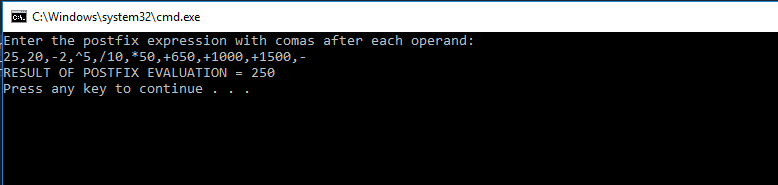 C:\Windows\system32\cmd.exe
Enter the postfix expression with comas after each operand:
25,20,-2,^5,/10,*50,+650,+1000,+1500,-
RESULT OF POSTFIX EVALUATION = 250
Press any key to continue . . .